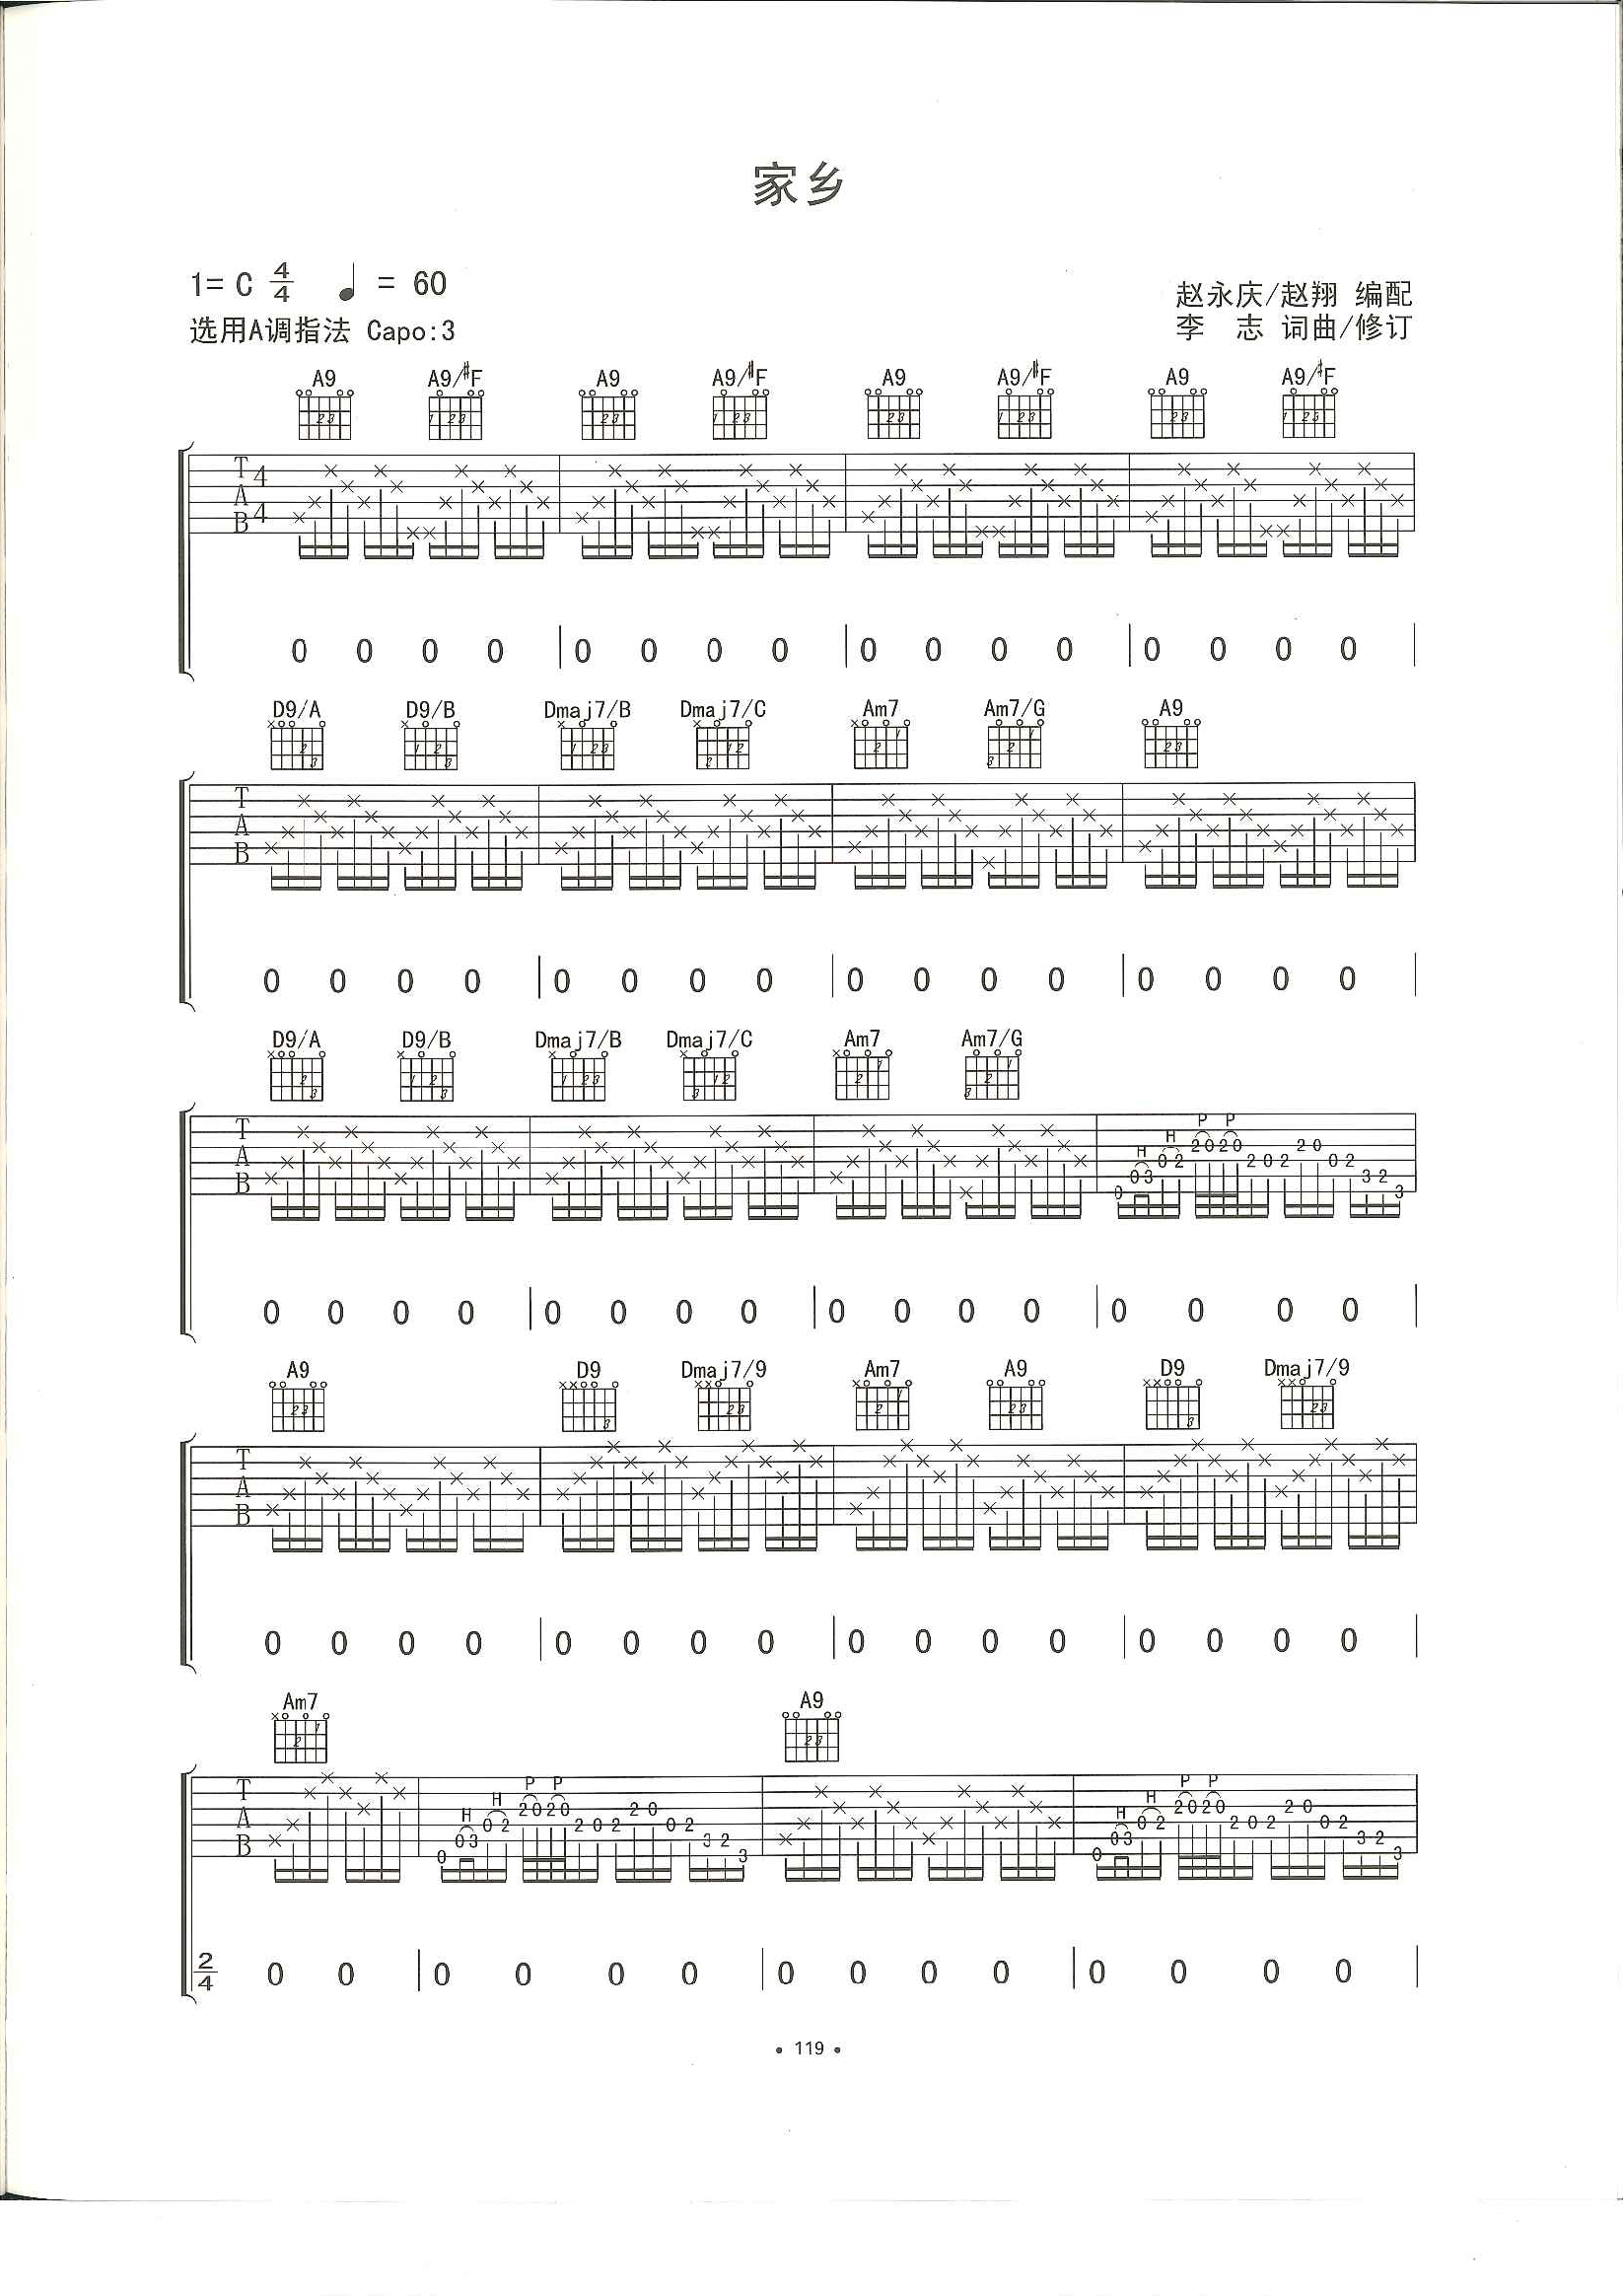 家乡
1= C 4/4 ♩ = 60
赵永庆/赵翔 编配
选用A调指法 Capo:3
李 志 词曲/修订
A9 A9/#F A9 A9/#F A9 A9/#F A9 A9/#F
T A B 4/4
0 0 0 0 | 0 0 0 0 | 0 0 0 0 | 0 0 0 0 |
D9/A D9/B Dmaj7/B Dmaj7/C Am7 Am7/G A9
T A B
0 0 0 0 | 0 0 0 0 | 0 0 0 0 | 0 0 0 0 |
D9/A D9/B Dmaj7/B Dmaj7/C Am7 Am7/G
P P
H H
T A B 0 0 3 0 2 2 0 2 0 2 0 2 2 0 0 2 3 2 3
0 0 0 0 | 0 0 0 0 | 0 0 0 0 | 0 0 0 0 |
A9 D9 Dmaj7/9 Am7 A9 D9 Dmaj7/9
T A B
0 0 0 0 | 0 0 0 0 | 0 0 0 0 | 0 0 0 0 |
Am7 A9
P P P P
H H H H
T A B 0 0 3 0 2 2 0 2 0 2 0 2 2 0 0 2 3 2 3 0 0 3 0 2 2 0 2 0 2 0 2 2 0 0 2 3 2 3
2/4 0 0 | 0 0 0 0 | 0 0 0 0 | 0 0 0 0 |
• 119 •